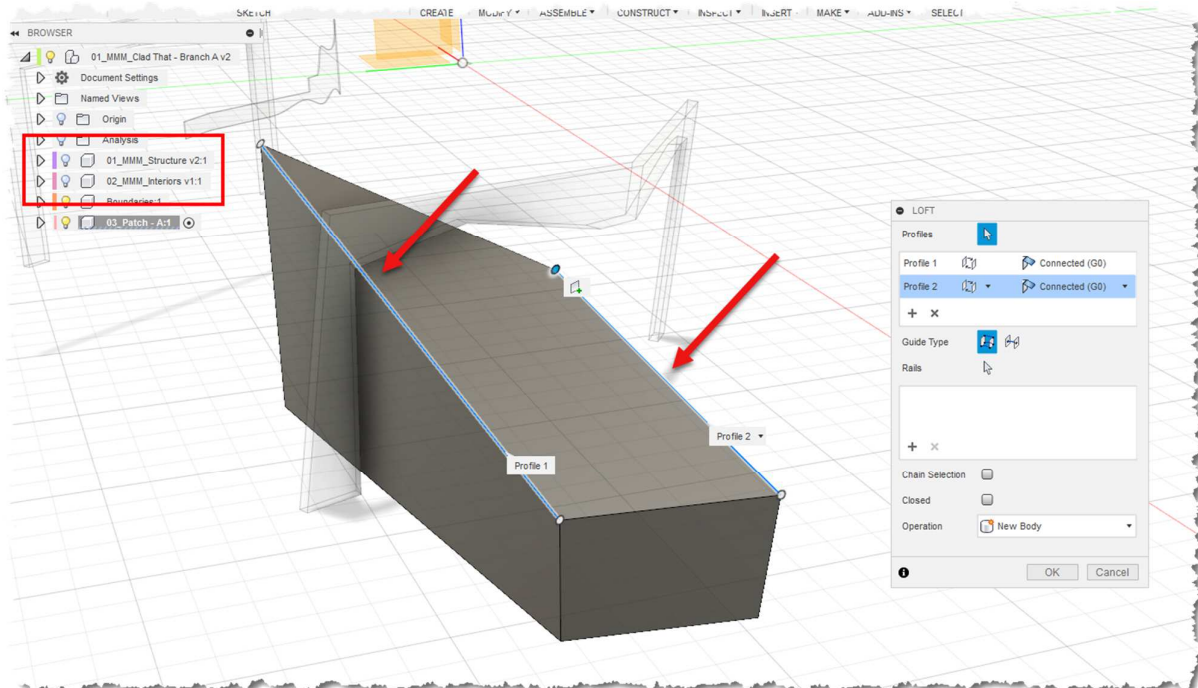 SKETCH CREATE MODIFY ASSEMBLE CONSTRUCT INSPECT INSERT MAKE ADD-INS SELECT
BROWSER
01_MMM_Clad That - Branch A v2
Document Settings
Named Views
Origin
Analysis
01_MMM_Structure v2:1
02_MMM_Interiors v1:1
Boundaries:1
03_Patch - A:1
Profile 1
Profile 2
LOFT
Profiles
Profile 1 Connected (G0)
Profile 2 Connected (G0)
Guide Type
Rails
Chain Selection
Closed
Operation New Body
OK Cancel